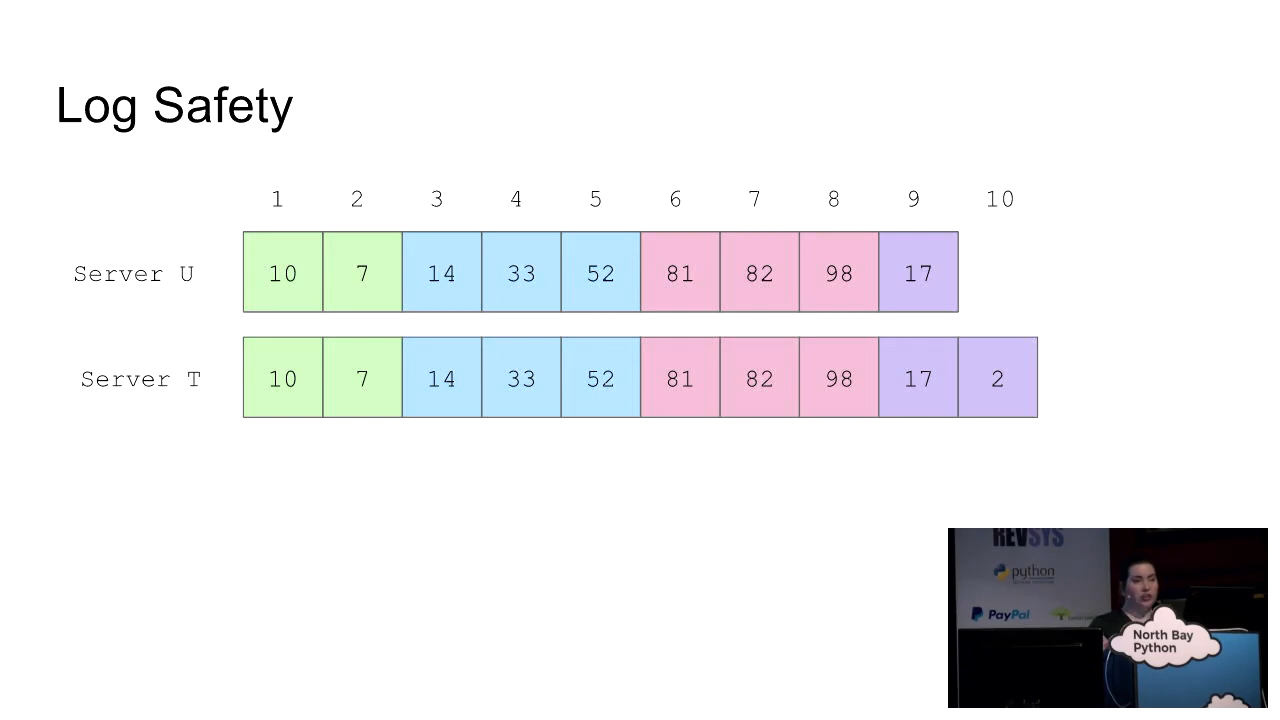 Log Safety
1 2 3 4 5 6 7 8 9 10
Server U 10 7 14 33 52 81 82 98 17
Server T 10 7 14 33 52 81 82 98 17 2
REVSYS
python
PayPal
North Bay
Python